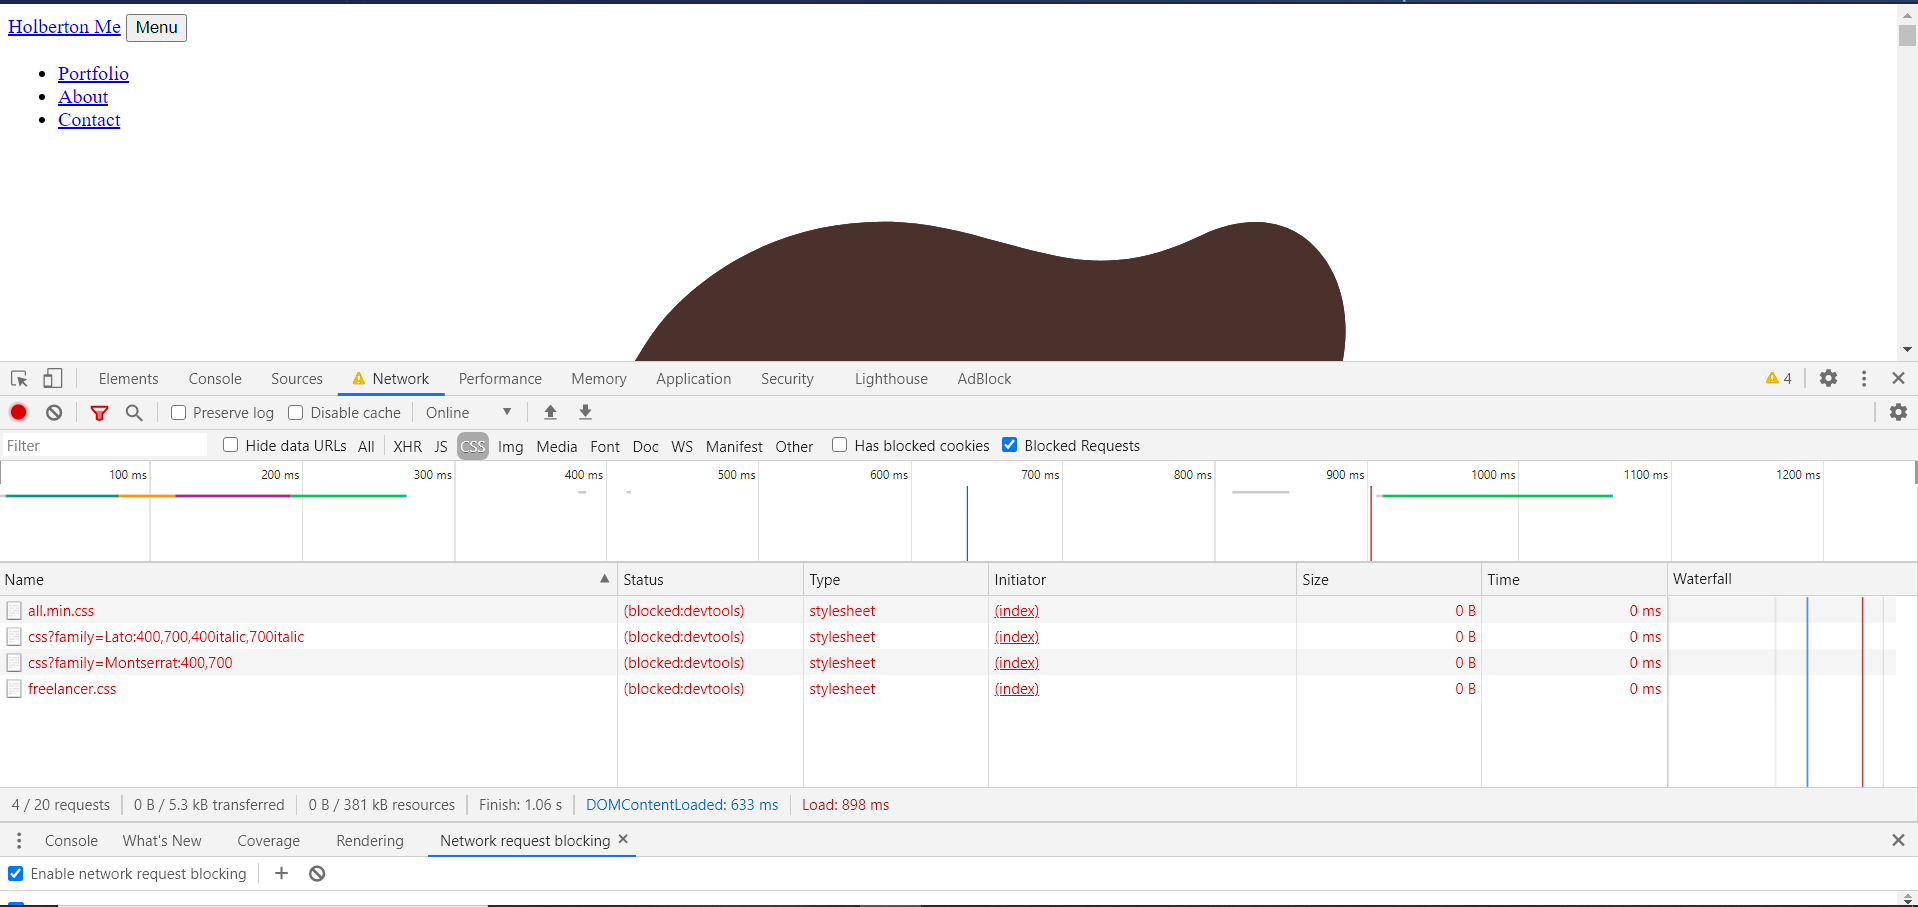 Holberton Me Menu
Portfolio
About
Contact
Elements Console Sources Network Performance Memory Application Security Lighthouse AdBlock 4
Preserve log Disable cache Online
Filter Hide data URLs All XHR JS CSS Img Media Font Doc WS Manifest Other Has blocked cookies Blocked Requests
100 ms 200 ms 300 ms 400 ms 500 ms 600 ms 700 ms 800 ms 900 ms 1000 ms 1100 ms 1200 ms
Name Status Type Initiator Size Time Waterfall
all.min.css (blocked:devtools) stylesheet (index) 0 B 0 ms
css?family=Lato:400,700,400italic,700italic (blocked:devtools) stylesheet (index) 0 B 0 ms
css?family=Montserrat:400,700 (blocked:devtools) stylesheet (index) 0 B 0 ms
freelancer.css (blocked:devtools) stylesheet (index) 0 B 0 ms
4 / 20 requests 0 B / 5.3 kB transferred 0 B / 381 kB resources Finish: 1.06 s DOMContentLoaded: 633 ms Load: 898 ms
Console What's New Coverage Rendering Network request blocking
Enable network request blocking